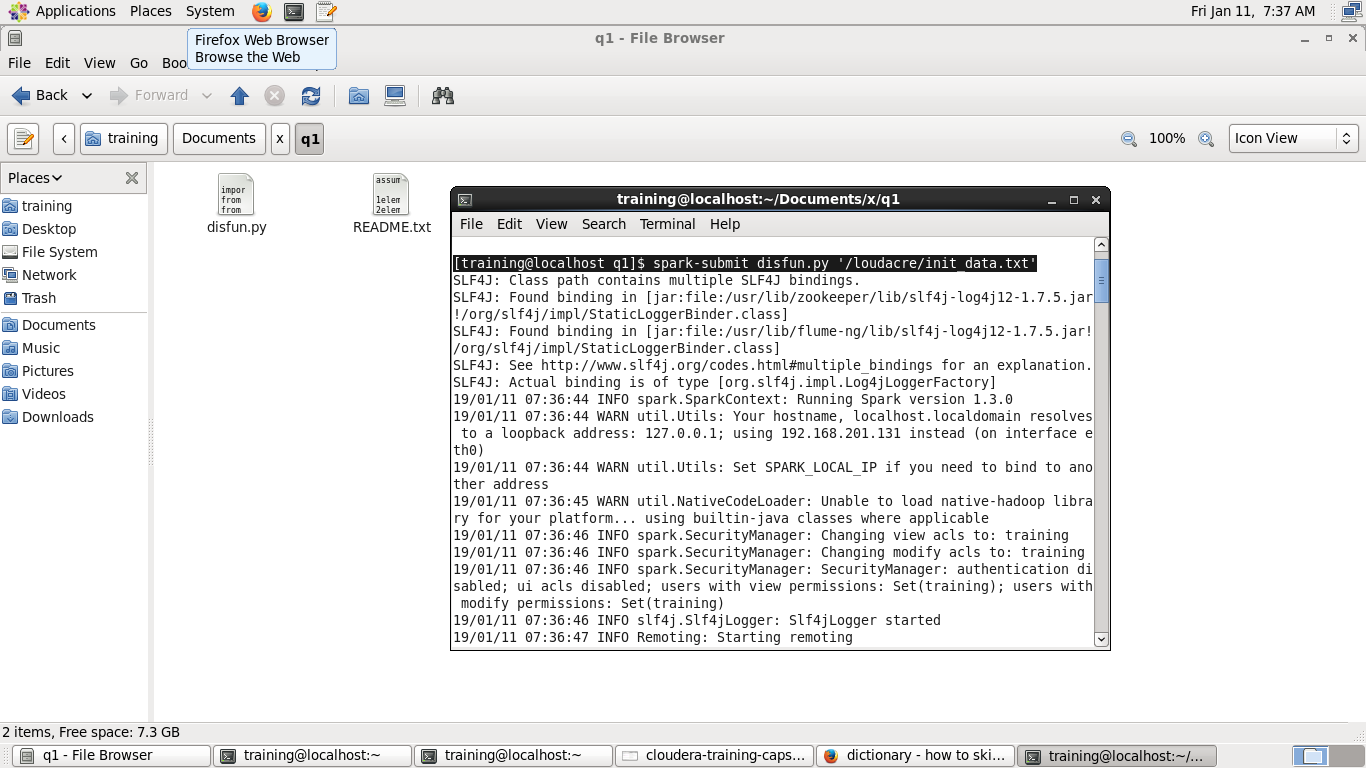 Applications Places System
Fri Jan 11, 7:37 AM
q1 - File Browser
Firefox Web Browser
Browse the Web
File Edit View Go Boo
Back Forward
training Documents x q1
100% Icon View
Places
training
Desktop
File System
Network
Trash
Documents
Music
Pictures
Videos
Downloads
impor
from
from
disfun.py
assum
1elem
2elem
README.txt
training@localhost:~/Documents/x/q1
File Edit View Search Terminal Help
[training@localhost q1]$ spark-submit disfun.py '/loudacre/init_data.txt'
SLF4J: Class path contains multiple SLF4J bindings.
SLF4J: Found binding in [jar:file:/usr/lib/zookeeper/lib/slf4j-log4j12-1.7.5.jar
!/org/slf4j/impl/StaticLoggerBinder.class]
SLF4J: Found binding in [jar:file:/usr/lib/flume-ng/lib/slf4j-log4j12-1.7.5.jar!
/org/slf4j/impl/StaticLoggerBinder.class]
SLF4J: See http://www.slf4j.org/codes.html#multiple_bindings for an explanation.
SLF4J: Actual binding is of type [org.slf4j.impl.Log4jLoggerFactory]
19/01/11 07:36:44 INFO spark.SparkContext: Running Spark version 1.3.0
19/01/11 07:36:44 WARN util.Utils: Your hostname, localhost.localdomain resolves
to a loopback address: 127.0.0.1; using 192.168.201.131 instead (on interface e
th0)
19/01/11 07:36:44 WARN util.Utils: Set SPARK_LOCAL_IP if you need to bind to ano
ther address
19/01/11 07:36:45 WARN util.NativeCodeLoader: Unable to load native-hadoop libra
ry for your platform... using builtin-java classes where applicable
19/01/11 07:36:46 INFO spark.SecurityManager: Changing view acls to: training
19/01/11 07:36:46 INFO spark.SecurityManager: Changing modify acls to: training
19/01/11 07:36:46 INFO spark.SecurityManager: SecurityManager: authentication di
sabled; ui acls disabled; users with view permissions: Set(training); users with
modify permissions: Set(training)
19/01/11 07:36:46 INFO slf4j.Slf4jLogger: Slf4jLogger started
19/01/11 07:36:47 INFO Remoting: Starting remoting
2 items, Free space: 7.3 GB
q1 - File Browser
training@localhost:~
training@localhost:~
cloudera-training-caps...
dictionary - how to ski...
training@localhost:~/...